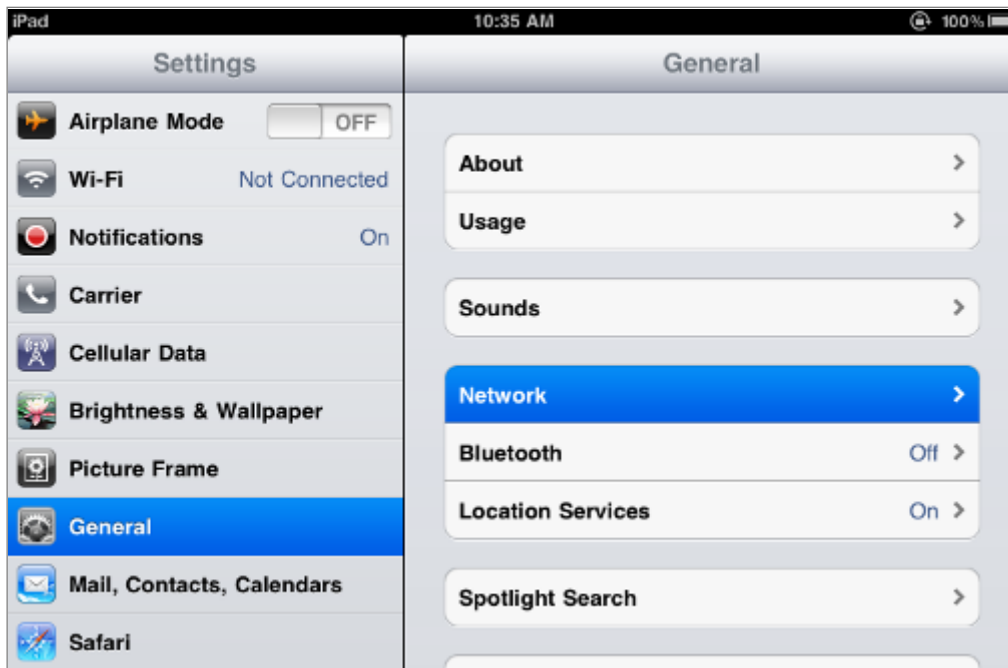 iPad 10:35 AM 100%
Settings
Airplane Mode OFF
Wi-Fi Not Connected
Notifications On
Carrier
Cellular Data
Brightness & Wallpaper
Picture Frame
General
Mail, Contacts, Calendars
Safari
General
About
Usage
Sounds
Network
Bluetooth Off
Location Services On
Spotlight Search